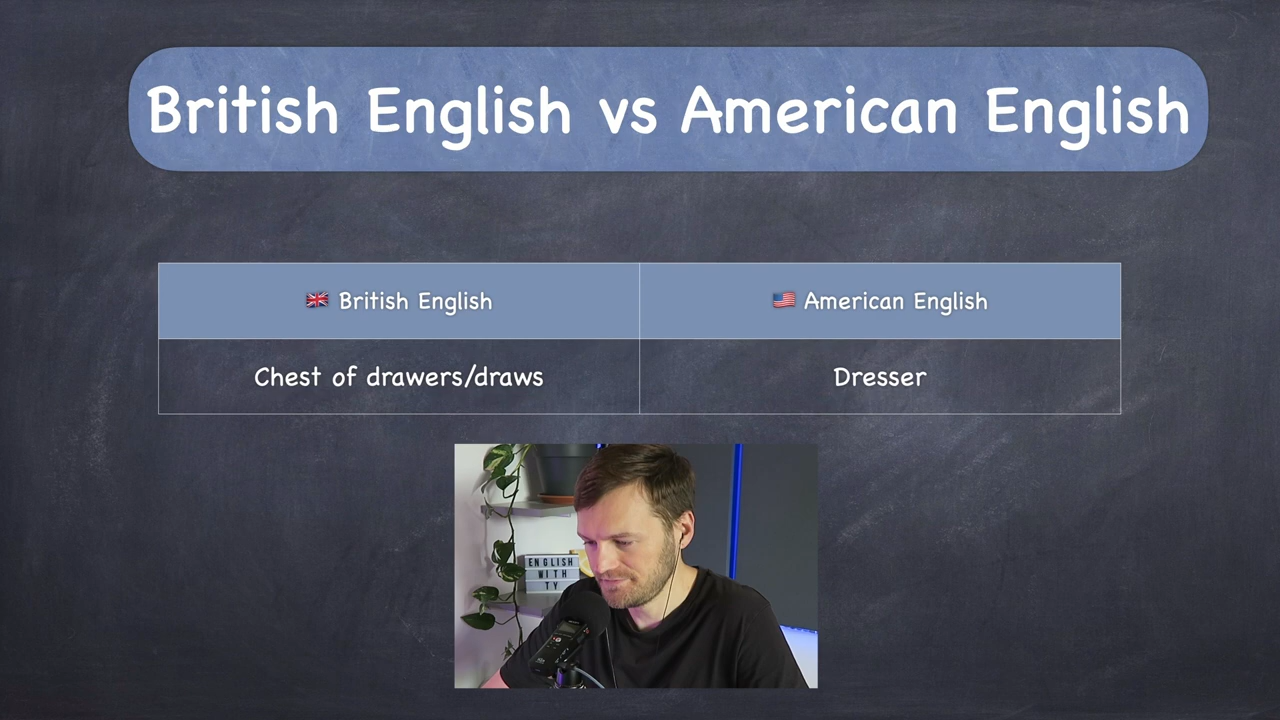 British English vs American English
🇬🇧 British English
🇺🇸 American English
Chest of drawers/draws
Dresser
ENGLISH
WITH
TY